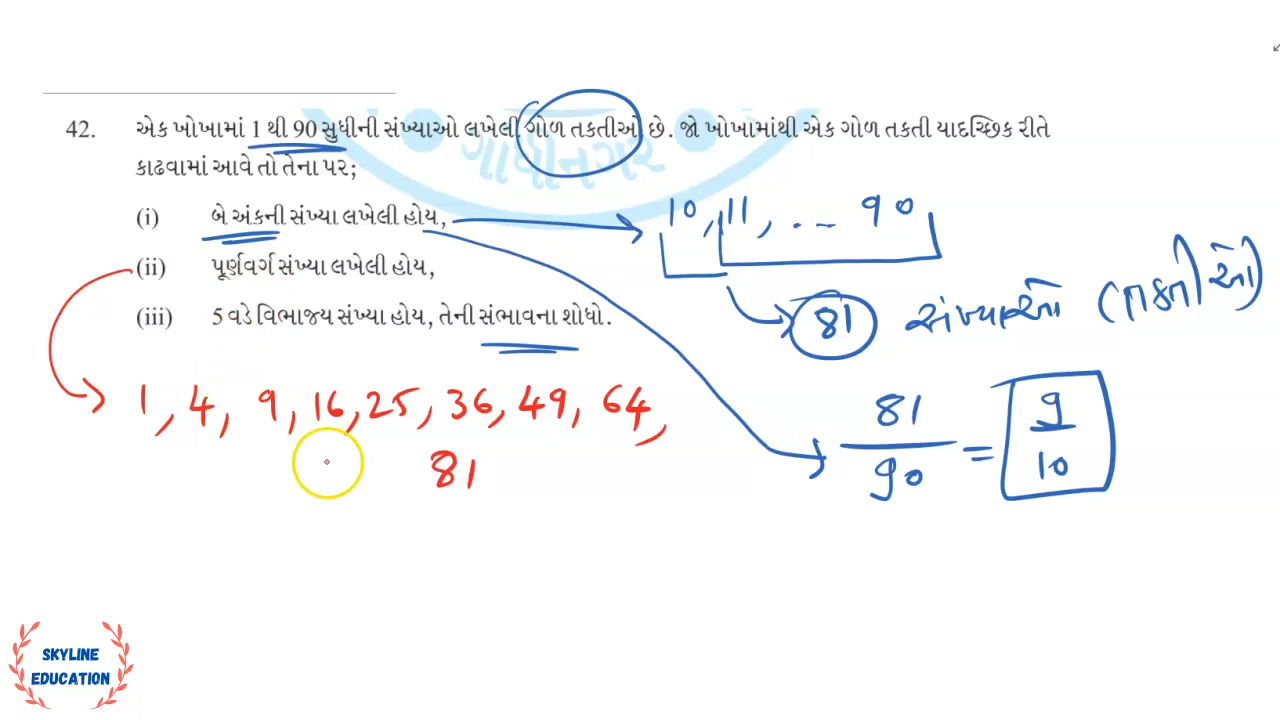 42. એક ખોખામાં 1 થી 90 સુધીની સંખ્યાઓ લખેલી ગોળ તકતીઓ છે. જો ખોખામાંથી એક ગોળ તકતી યાદચ્છિક રીતે
કાઢવામાં આવે તો તેના પર;
(i) બે અંકની સંખ્યા લખેલી હોય,
10, 11, . . – 90
(ii) પૂર્ણવર્ગ સંખ્યા લખેલી હોય,
(iii) 5 વડે વિભાજ્ય સંખ્યા હોય, તેની સંભાવના શોધો.
81 સંખ્યાઓ (તકતીઓ)
1, 4, 9, 16, 25, 36, 49, 64,
81
81/90 = 9/10
ગાંધીનગર
SKYLINE
EDUCATION